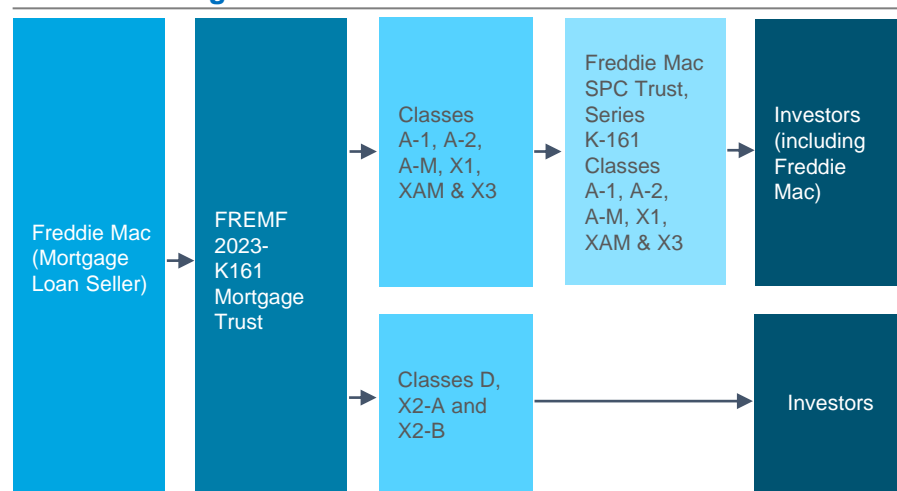 Freddie Mac
(Mortgage
Loan Seller)
FREMF
2023-
K161
Mortgage
Trust
Classes
A-1, A-2,
A-M, X1,
XAM & X3
Freddie Mac
SPC Trust,
Series
K-161
Classes
A-1, A-2,
A-M, X1,
XAM & X3
Investors
(including
Freddie
Mac)
Classes D,
X2-A and
X2-B
Investors